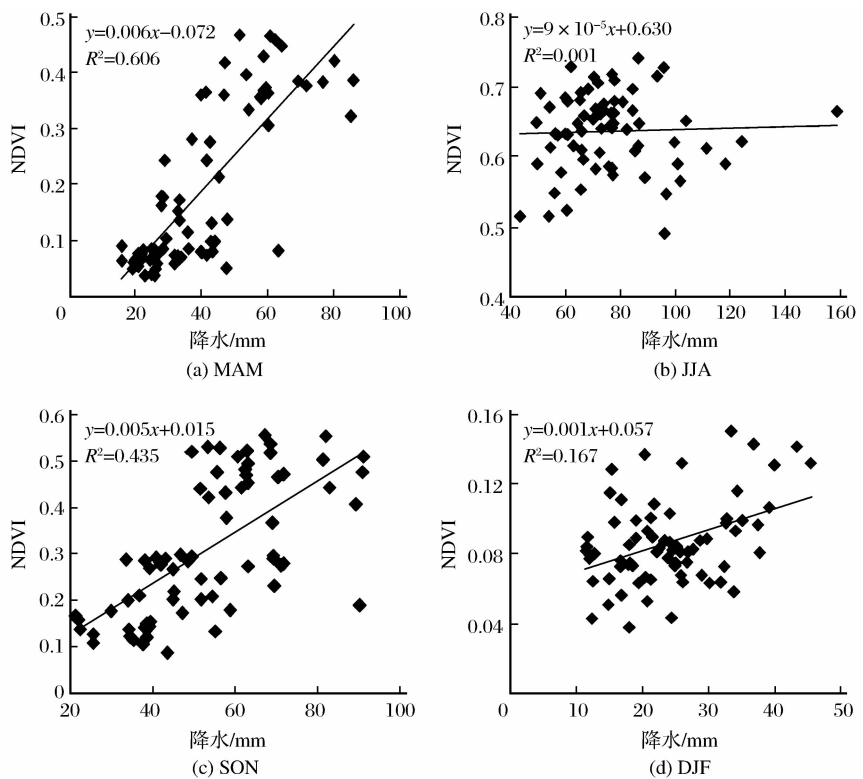 0.5
0.4
0.3
0.2
0.1
0
20
40
60
80
100
NDVI
y=0.006x−0.072
R²=0.606
降水/mm
(a) MAM
0.8
0.7
0.6
0.5
0.4
40
60
80
100
120
140
160
NDVI
y=9×10⁻⁵x+0.630
R²=0.001
降水/mm
(b) JJA
0.6
0.5
0.4
0.3
0.2
0.1
0
20
40
60
80
100
NDVI
y=0.005x+0.015
R²=0.435
降水/mm
(c) SON
0.16
0.12
0.08
0.04
0
0
10
20
30
40
50
NDVI
y=0.001x+0.057
R²=0.167
降水/mm
(d) DJF